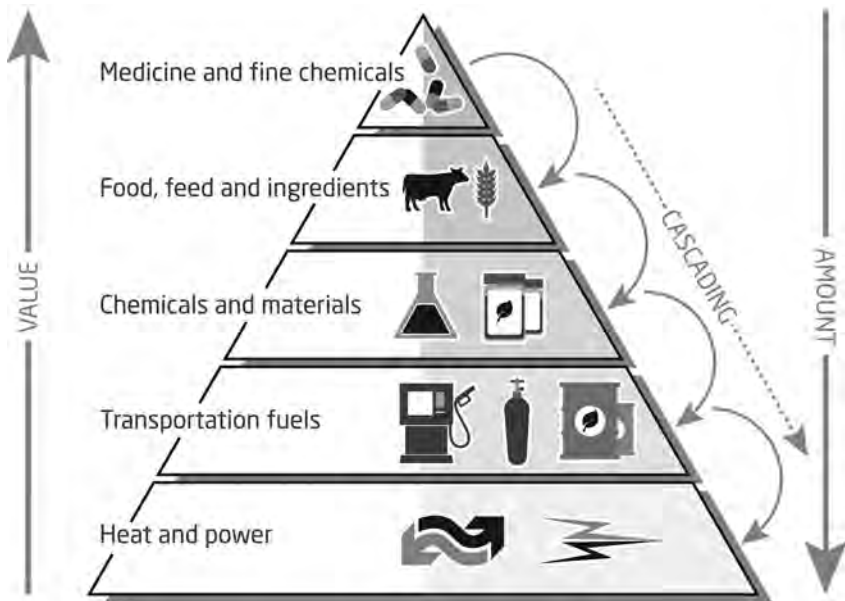 Medicine and fine chemicals
Food, feed and ingredients
Chemicals and materials
Transportation fuels
Heat and power
VALUE
CASCADING
AMOUNT